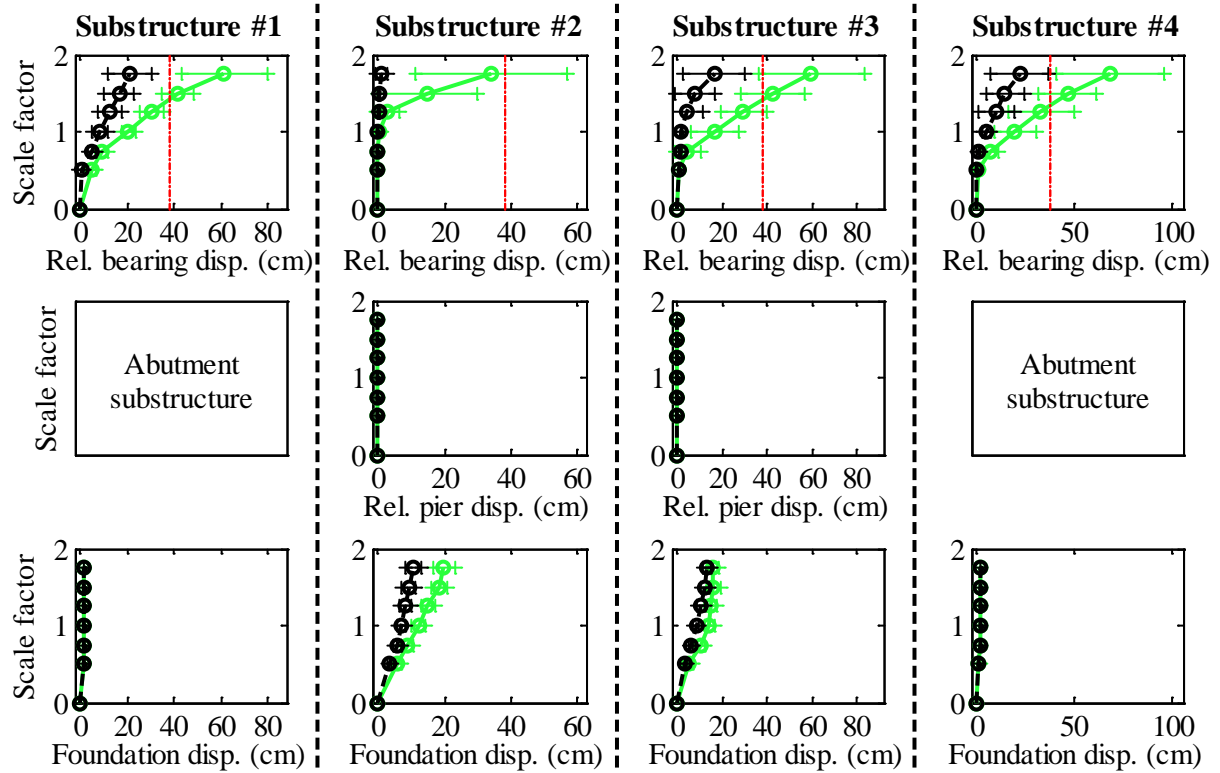 Substructure #1 Substructure #2 Substructure #3 Substructure #4
Scale factor
2
1
0
0 20 40 60 80
Rel. bearing disp. (cm)
2
1
0
0 20 40 60
Rel. bearing disp. (cm)
2
1
0
0 20 40 60 80
Rel. bearing disp. (cm)
2
1
0
0 50 100
Rel. bearing disp. (cm)
Scale factor
Abutment
substructure
2
1
0
0 20 40 60
Rel. pier disp. (cm)
2
1
0
0 20 40 60 80
Rel. pier disp. (cm)
Abutment
substructure
Scale factor
2
1
0
0 20 40 60 80
Foundation disp. (cm)
2
1
0
0 20 40 60
Foundation disp. (cm)
2
1
0
0 20 40 60 80
Foundation disp. (cm)
2
1
0
0 50 100
Foundation disp. (cm)